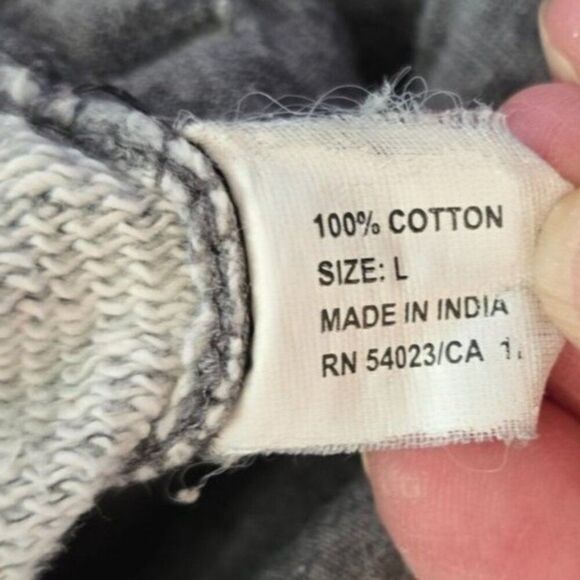 100% COTTON
SIZE: L
MADE IN INDIA
RN 54023/CA